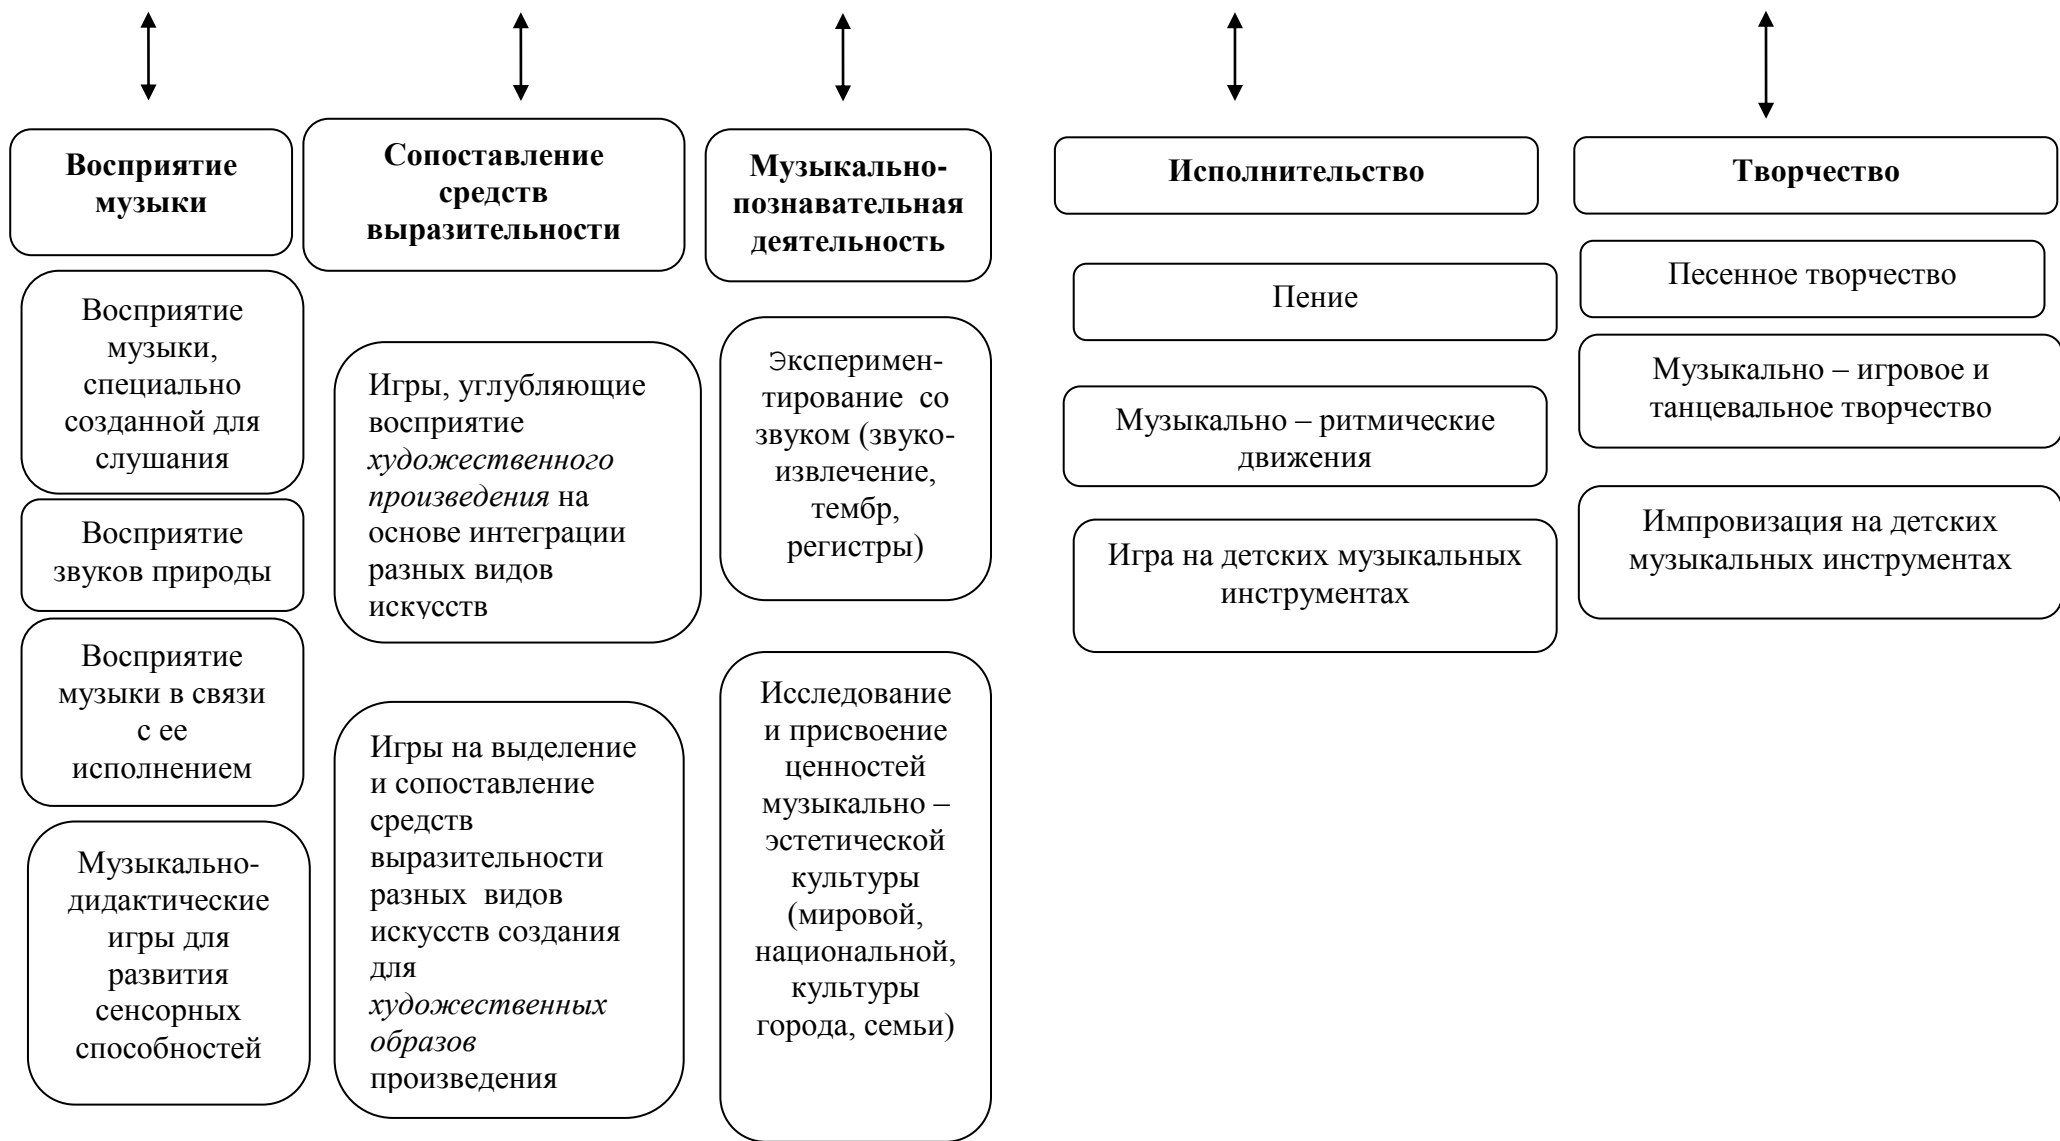 Восприятие
музыки
Восприятие
музыки,
специально
созданной для
слушания
Восприятие
звуков природы
Восприятие
музыки в связи
с ее
исполнением
Музыкально-
дидактические
игры для
развития
сенсорных
способностей
Сопоставление
средств
выразительности
Игры, углубляющие
восприятие
художественного
произведения на
основе интеграции
разных видов
искусств
Игры на выделение
и сопоставление
средств
выразительности
разных  видов
искусств создания
для
художественных
образов
произведения
Музыкально-
познавательная
деятельность
Эксперимен-
тирование  со
звуком (звуко-
извлечение,
тембр,
регистры)
Исследование
и присвоение
ценностей
музыкально –
эстетической
культуры
(мировой,
национальной,
культуры
города, семьи)
Исполнительство
Пение
Музыкально – ритмические
движения
Игра на детских музыкальных
инструментах
Творчество
Песенное творчество
Музыкально – игровое и
танцевальное творчество
Импровизация на детских
музыкальных инструментах